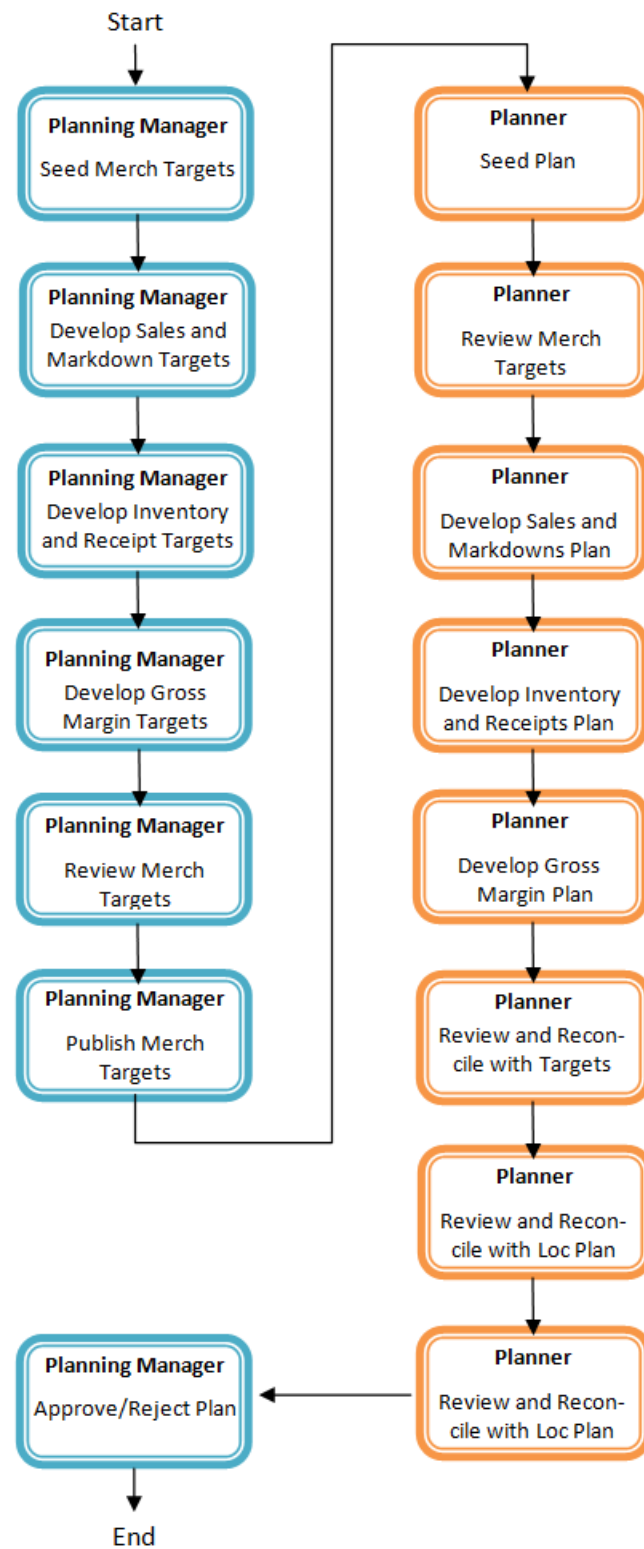 Start
Planning Manager
Seed Merch Targets
Planning Manager
Develop Sales and
Markdown Targets
Planning Manager
Develop Inventory
and Receipt Targets
Planning Manager
Develop Gross
Margin Targets
Planning Manager
Review Merch
Targets
Planning Manager
Publish Merch
Targets
Planner
Seed Plan
Planner
Review Merch
Targets
Planner
Develop Sales and
Markdowns Plan
Planner
Develop Inventory
and Receipts Plan
Planner
Develop Gross
Margin Plan
Planner
Review and Recon-
cile with Targets
Planner
Review and Recon-
cile with Loc Plan
Planner
Review and Recon-
cile with Loc Plan
Planning Manager
Approve/Reject Plan
End